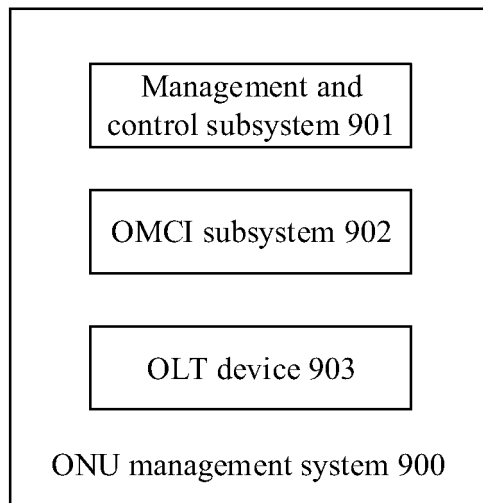 Management and
control subsystem 901
OMCI subsystem 902
OLT device 903
ONU management system 900